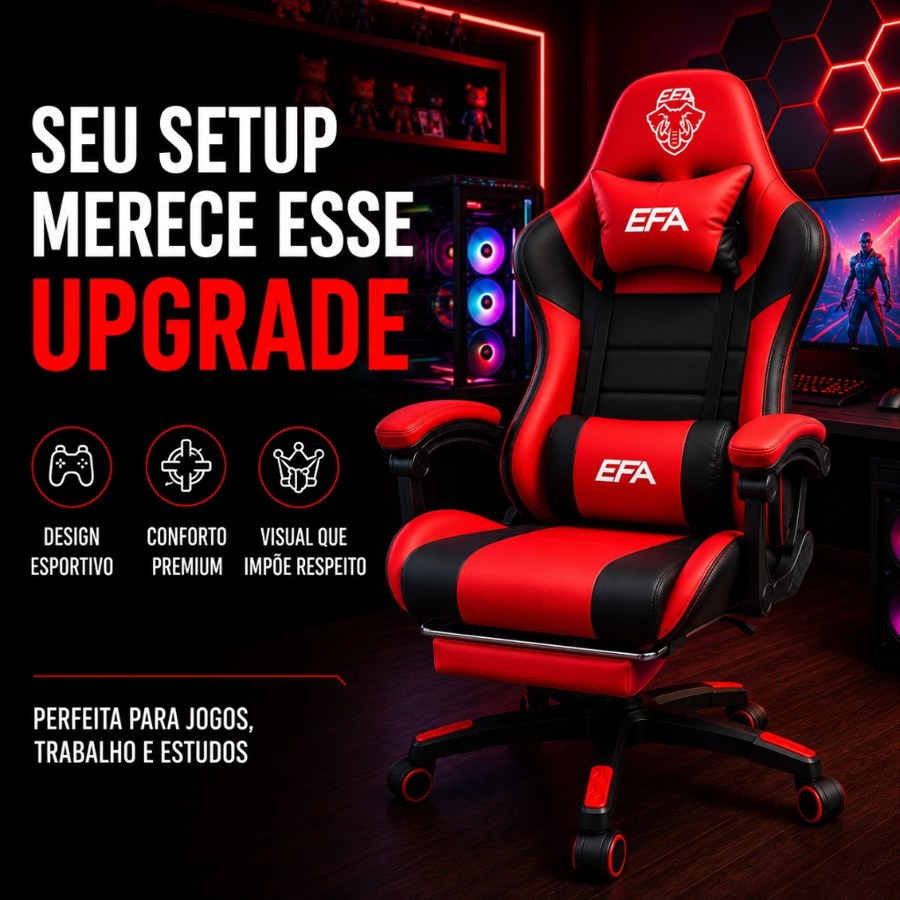 SEU SETUP
MERECE ESSE
UPGRADE
DESIGN
ESPORTIVO
CONFORTO
PREMIUM
VISUAL QUE
IMPÕE RESPEITO
PERFEITA PARA JOGOS,
TRABALHO E ESTUDOS
EFA
EFA
EFA